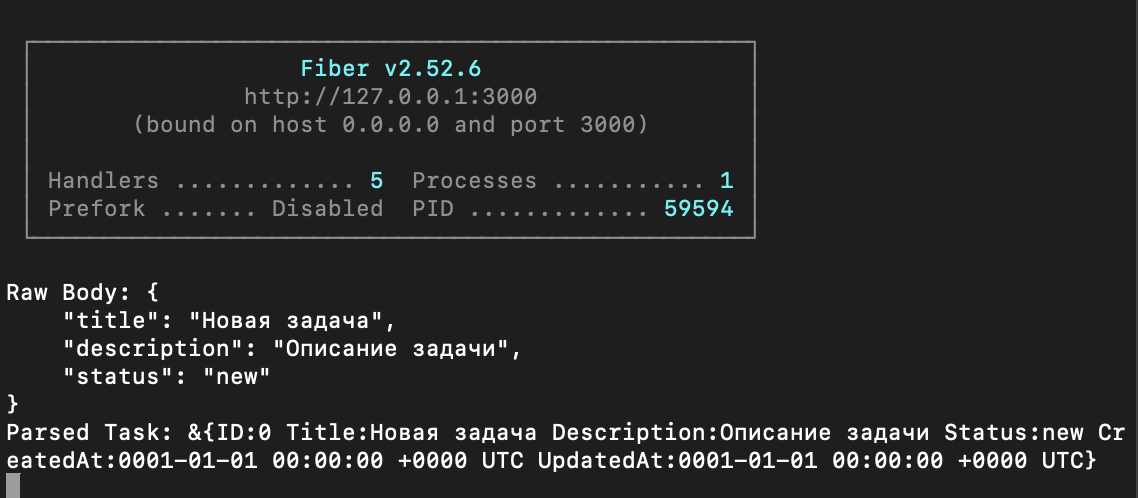 Fiber v2.52.6
http://127.0.0.1:3000
(bound on host 0.0.0.0 and port 3000)
Handlers ............. 5  Processes ........... 1
Prefork ....... Disabled  PID ............. 59594
Raw Body: {
    "title": "Новая задача",
    "description": "Описание задачи",
    "status": "new"
}
Parsed Task: &{ID:0 Title:Новая задача Description:Описание задачи Status:new Cr
eatedAt:0001-01-01 00:00:00 +0000 UTC UpdatedAt:0001-01-01 00:00:00 +0000 UTC}